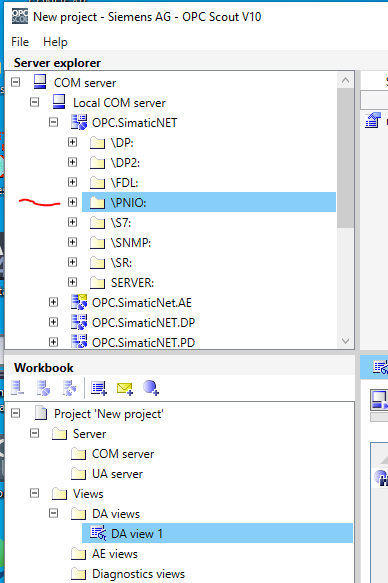 New project - Siemens AG - OPC Scout V10
File Help
Server explorer
COM server
Local COM server
OPC.SimaticNET
\DP:
\DP2:
\FDL:
\PNIO:
\S7:
\SNMP:
\SR:
SERVER:
OPC.SimaticNet.AE
OPC.SimaticNET.DP
OPC.SimaticNET.PD
Workbook
Project 'New project'
Server
COM server
UA server
Views
DA views
DA view 1
AE views
Diagnostics views